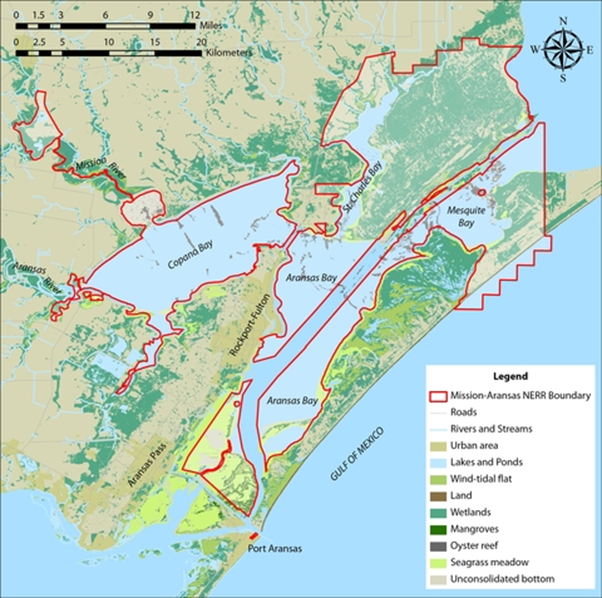 0 1.5 3 6 9 12
Miles
0 2.5 5 10 15 20
Kilometers
N
W E
S
Mission River
St. Charles Bay
Mesquite
Bay
Copano Bay
Aransas Bay
Aransas
River
Rockport-Fulton
Aransas Bay
Aransas Pass
GULF OF MEXICO
Port Aransas
Legend
Mission-Aransas NERR Boundary
Roads
Rivers and Streams
Urban area
Lakes and Ponds
Wind-tidal flat
Land
Wetlands
Mangroves
Oyster reef
Seagrass meadow
Unconsolidated bottom